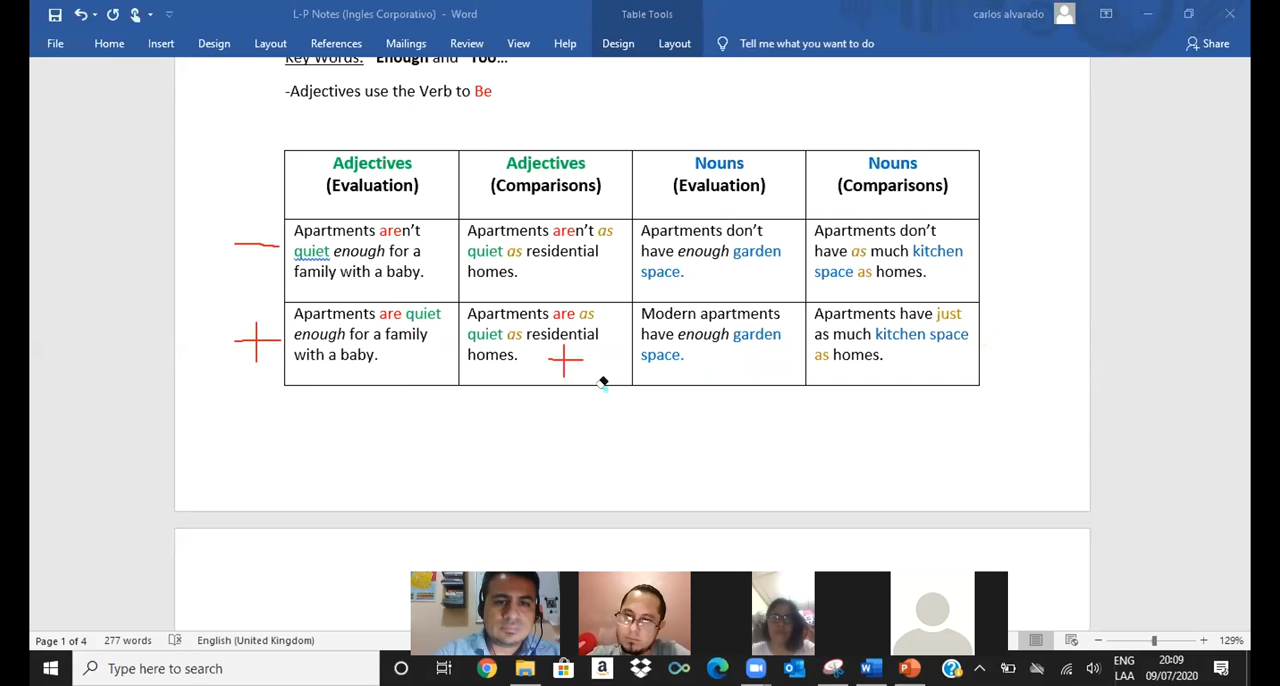 L-P Notes (Ingles Corporativo) - Word
Table Tools
carlos alvarado
File Home Insert Design Layout References Mailings Review View Help Design Layout Tell me what you want to do Share
Key Words: "Enough and "Too...
-Adjectives use the Verb to Be
Adjectives
(Evaluation)
Adjectives
(Comparisons)
Nouns
(Evaluation)
Nouns
(Comparisons)
Apartments aren't
quiet enough for a
family with a baby.
Apartments aren't as
quiet as residential
homes.
Apartments don't
have enough garden
space.
Apartments don't
have as much kitchen
space as homes.
Apartments are quiet
enough for a family
with a baby.
Apartments are as
quiet as residential
homes.
Modern apartments
have enough garden
space.
Apartments have just
as much kitchen space
as homes.
Page 1 of 4 277 words English (United Kingdom) 129%
Type here to search
ENG
LAA
20:09
09/07/2020